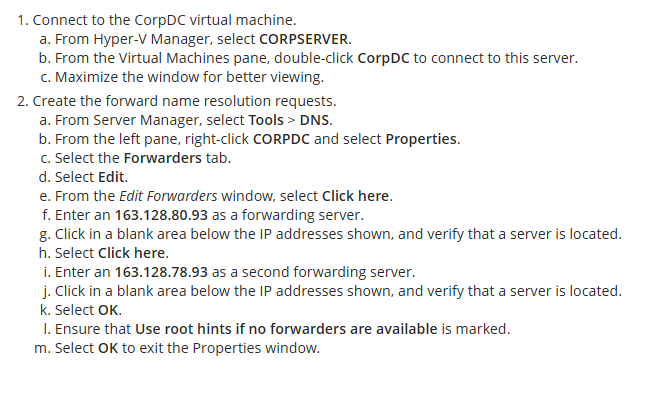 1. Connect to the CorpDC virtual machine.
a. From Hyper-V Manager, select CORPSERVER.
b. From the Virtual Machines pane, double-click CorpDC to connect to this server.
c. Maximize the window for better viewing.
2. Create the forward name resolution requests.
a. From Server Manager, select Tools > DNS.
b. From the left pane, right-click CORPDC and select Properties.
c. Select the Forwarders tab.
d. Select Edit.
e. From the Edit Forwarders window, select Click here.
f. Enter an 163.128.80.93 as a forwarding server.
g. Click in a blank area below the IP addresses shown, and verify that a server is located.
h. Select Click here.
i. Enter an 163.128.78.93 as a second forwarding server.
j. Click in a blank area below the IP addresses shown, and verify that a server is located.
k. Select OK.
l. Ensure that Use root hints if no forwarders are available is marked.
m. Select OK to exit the Properties window.